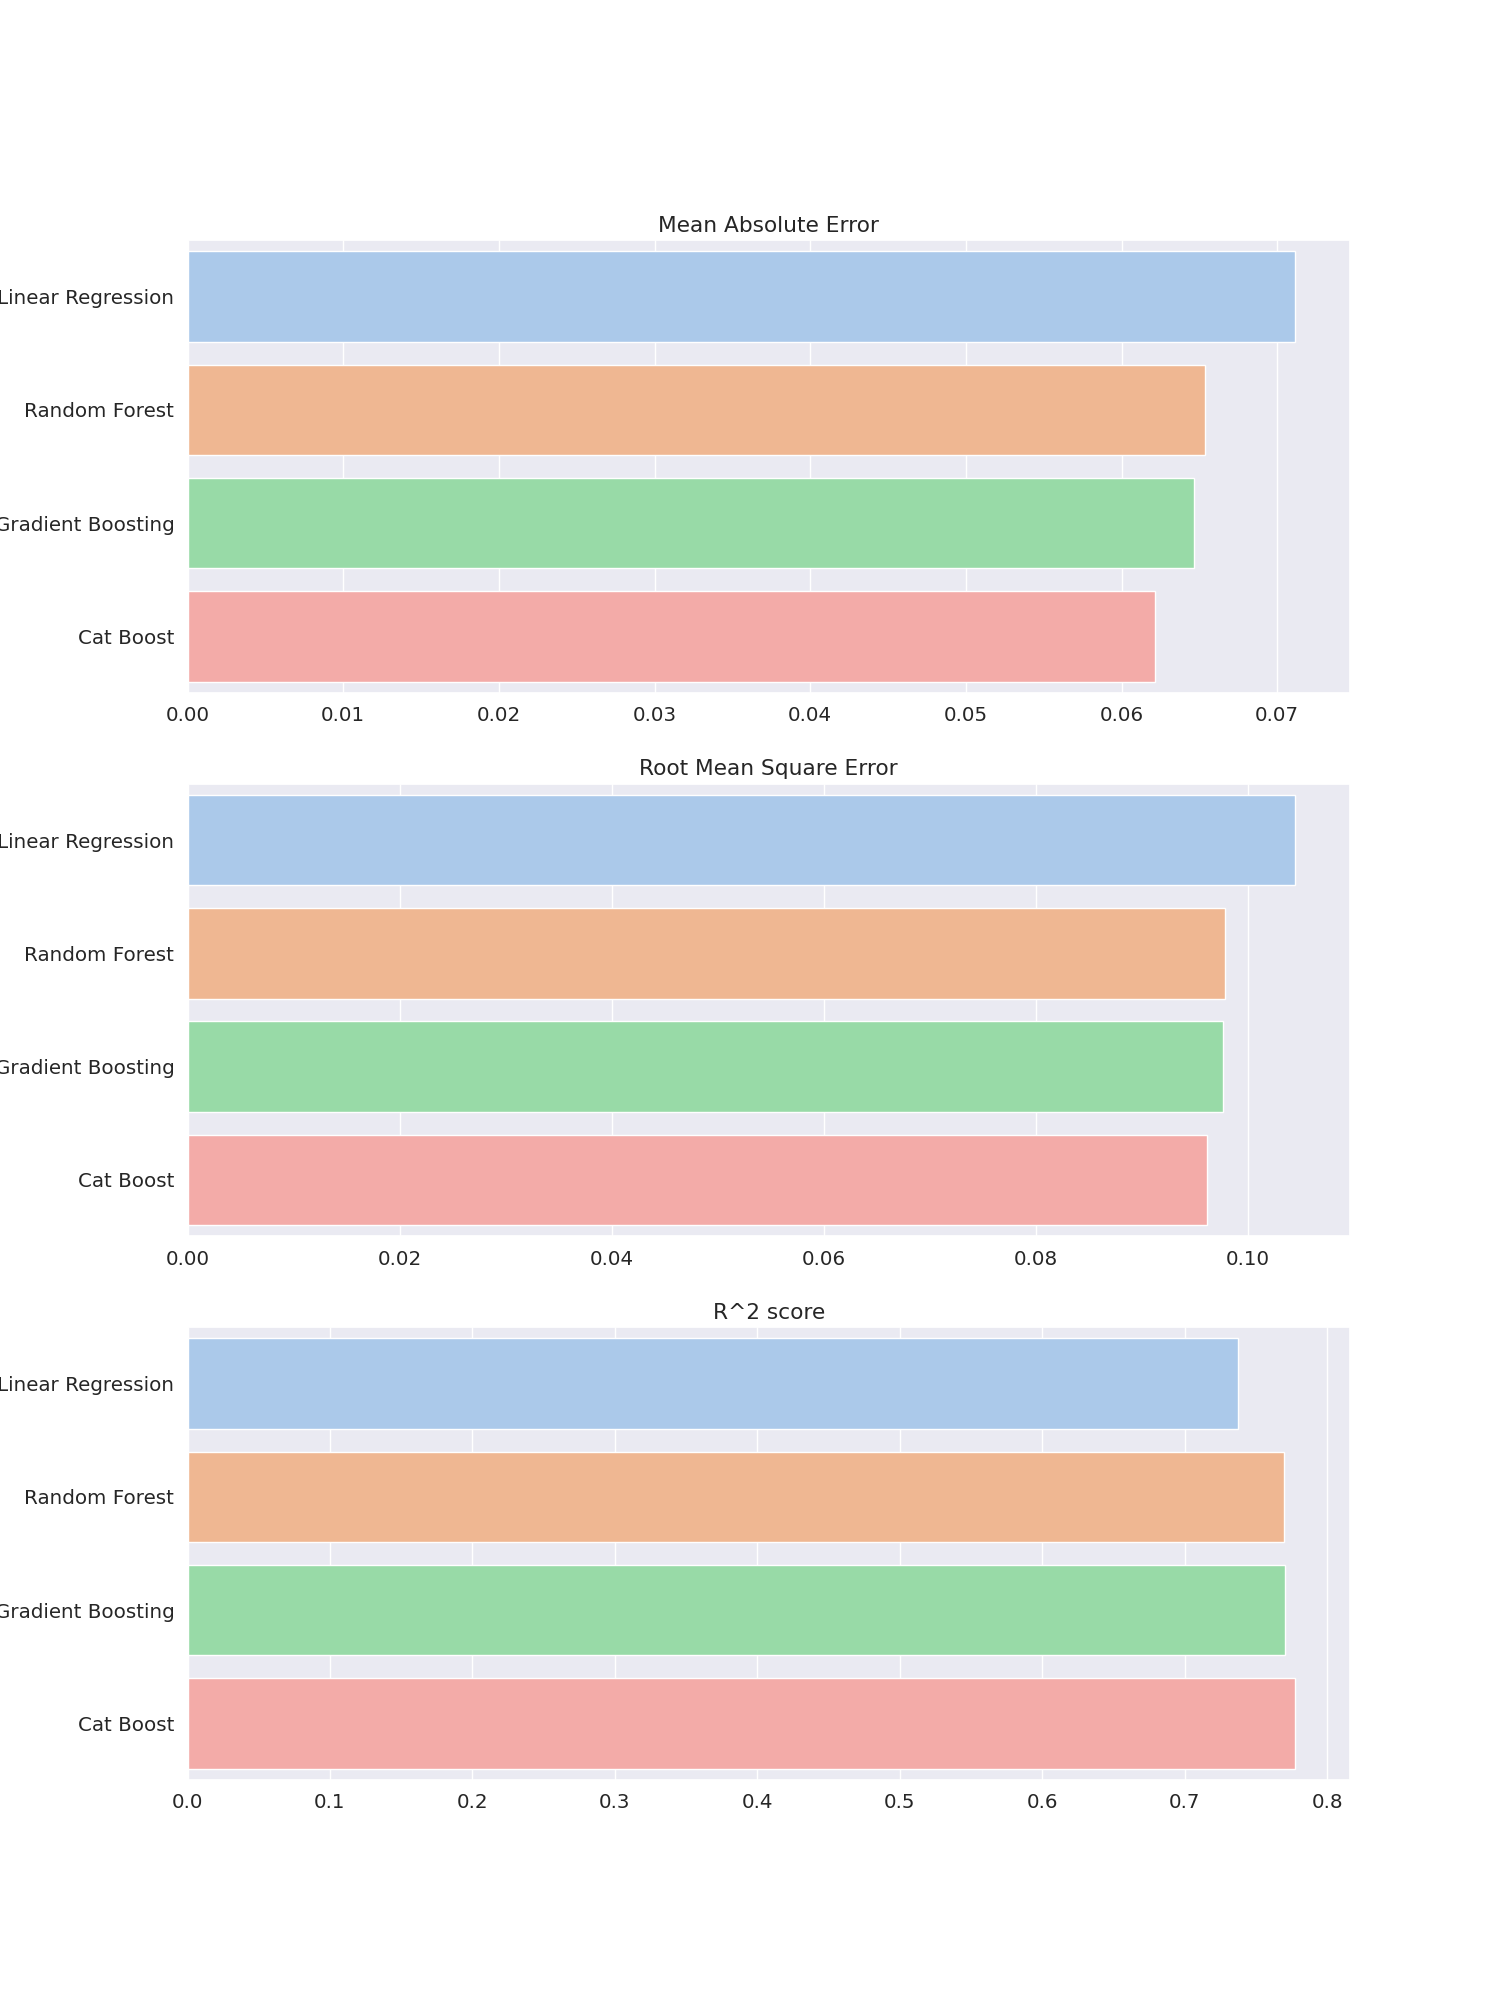 Mean Absolute Error
Linear Regression
Random Forest
Gradient Boosting
Cat Boost
0.00 0.01 0.02 0.03 0.04 0.05 0.06 0.07
Root Mean Square Error
Linear Regression
Random Forest
Gradient Boosting
Cat Boost
0.00 0.02 0.04 0.06 0.08 0.10
R^2 score
Linear Regression
Random Forest
Gradient Boosting
Cat Boost
0.0 0.1 0.2 0.3 0.4 0.5 0.6 0.7 0.8